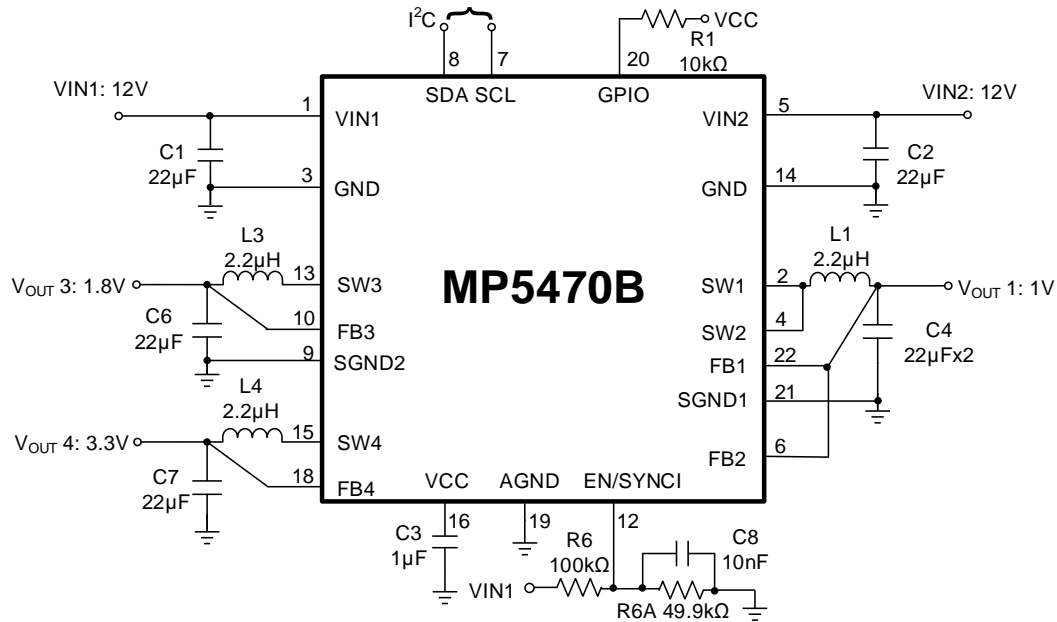 I²C
VCC
R1
10kΩ
8
7
20
SDA SCL
GPIO
VIN1: 12V
1
VIN1
C1
22µF
3
GND
VIN2
5
VIN2: 12V
C2
22µF
GND
14
MP5470B
L3
2.2µH
13
SW3
V_OUT 3: 1.8V
C6
22µF
10
FB3
9
SGND2
L4
2.2µH
15
SW4
V_OUT 4: 3.3V
C7
22µF
18
FB4
L1
2.2µH
SW1
2
V_OUT 1: 1V
SW2
4
C4
22µFx2
FB1
22
SGND1
21
FB2
6
VCC
AGND
EN/SYNCI
16
19
12
C3
1µF
R6
100kΩ
C8
10nF
VIN1
R6A 49.9kΩ